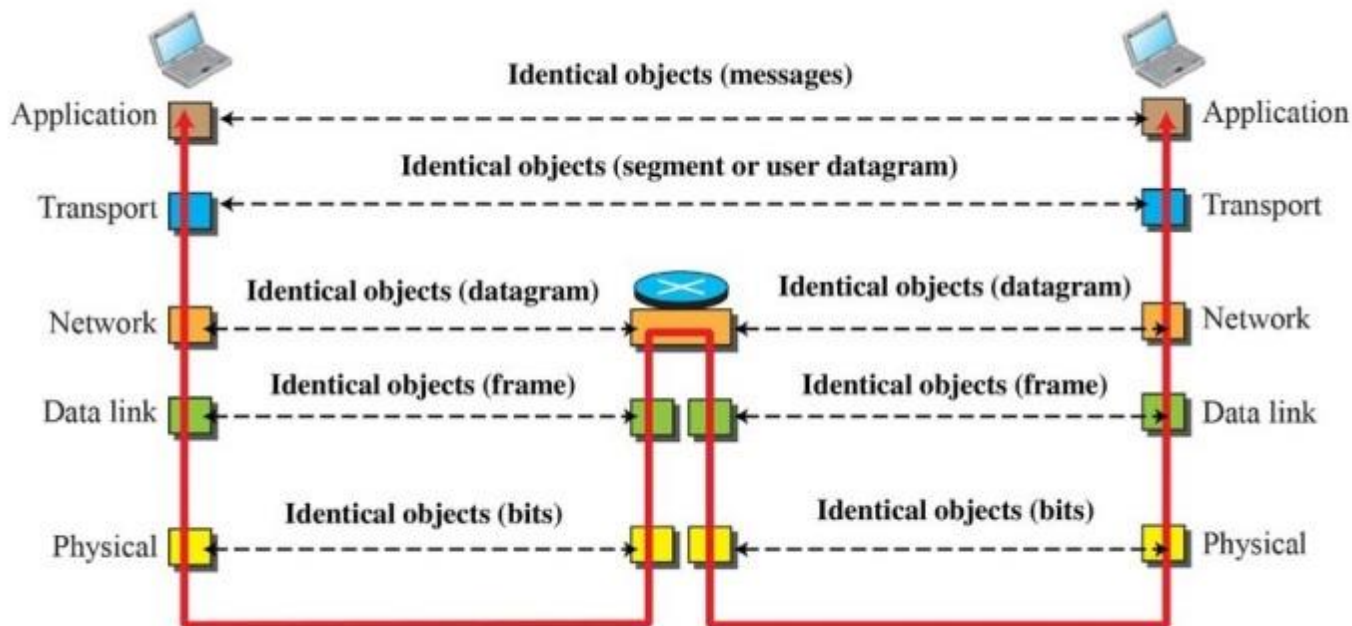 Identical objects (messages)
Application Application
Identical objects (segment or user datagram)
Transport Transport
Identical objects (datagram) Identical objects (datagram)
Network Network
Identical objects (frame) Identical objects (frame)
Data link Data link
Identical objects (bits) Identical objects (bits)
Physical Physical